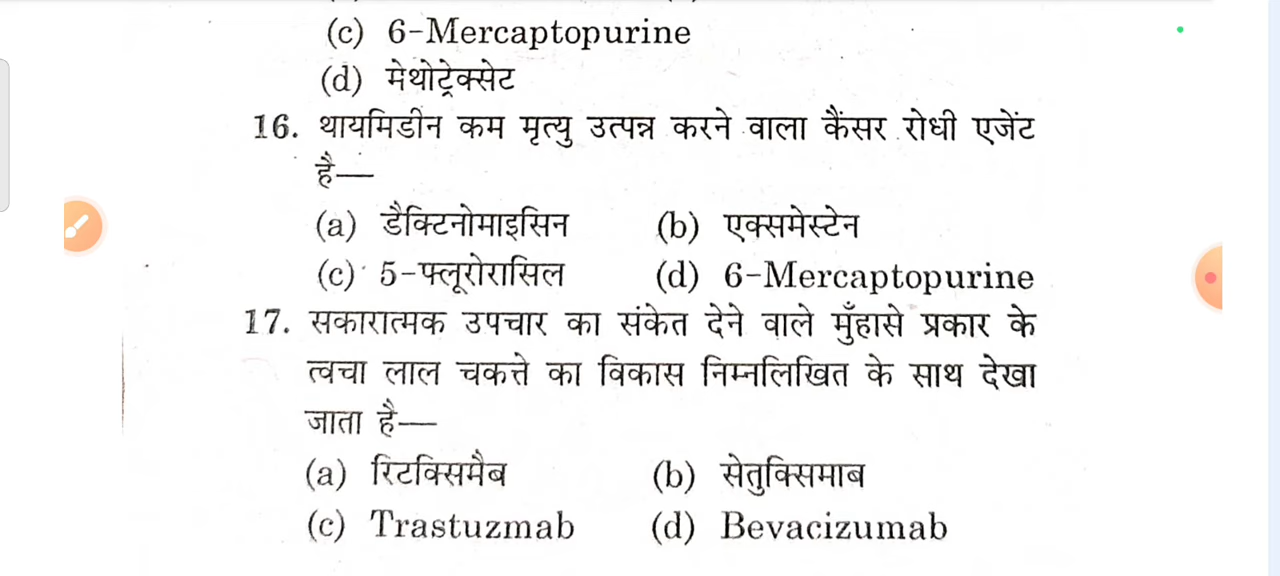 (c) 6-Mercaptopurine
(d) मेथोट्रेक्सेट
16. थायमिडीन कम मृत्यु उत्पन्न करने वाला कैंसर रोधी एजेंट
है—
(a) डैक्टिनोमाइसिन (b) एक्समेस्टेन
(c) 5-फ्लूरोरासिल (d) 6-Mercaptopurine
17. सकारात्मक उपचार का संकेत देने वाले मुँहासे प्रकार के
त्वचा लाल चकत्ते का विकास निम्नलिखित के साथ देखा
जाता है—
(a) रिटक्सिमैब (b) सेतुक्सिमाब
(c) Trastuzmab (d) Bevacizumab